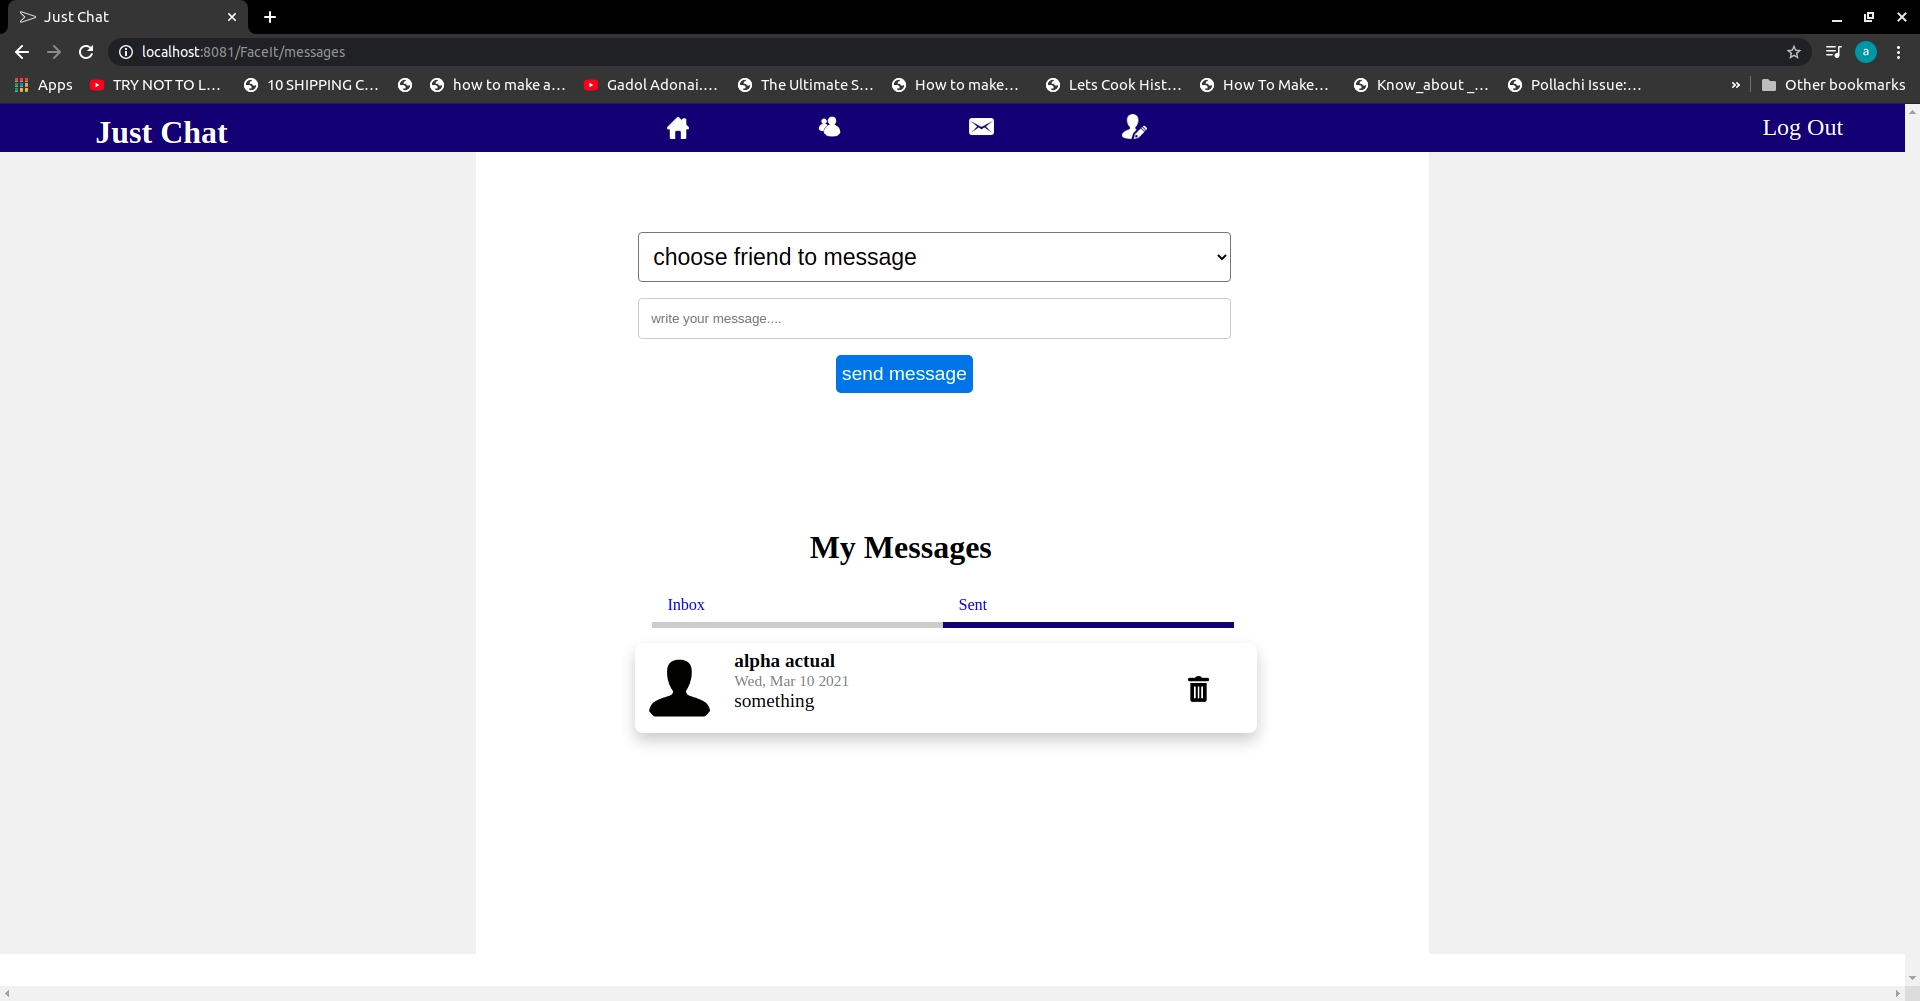 Just Chat
localhost:8081/FaceIt/messages
a
Apps
TRY NOT TO L...
10 SHIPPING C...
how to make a...
Gadol Adonai....
The Ultimate S...
How to make...
Lets Cook Hist...
How To Make...
Know_about _...
Pollachi Issue:...
»
Other bookmarks
Just Chat
Log Out
choose friend to message
write your message....
send message
My Messages
Inbox
Sent
alpha actual
Wed, Mar 10 2021
something